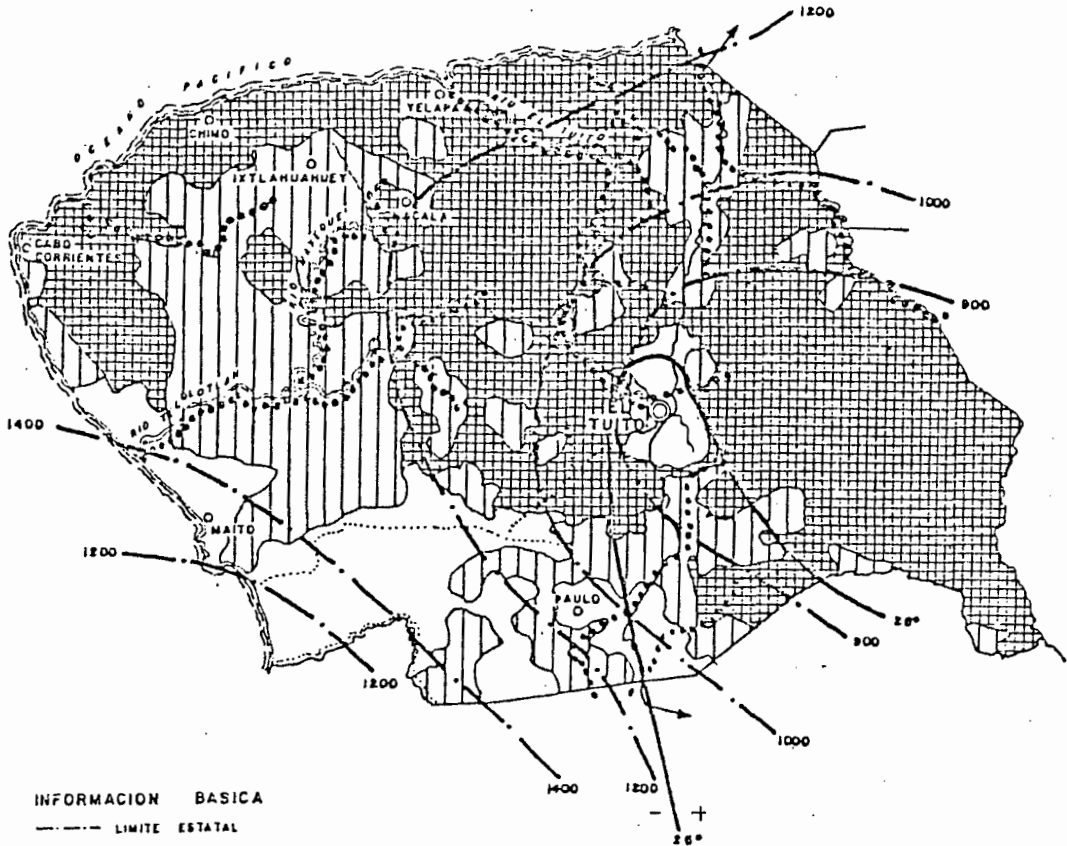 1200
OCEANO PACIFICO
YELAPA
CHIMO
IXTLAHUAHUEY
1000
CABO
CORRIENTES
900
TUITO
1400
MAITO
1200
PAULO
28°
900
1200
1000
1400
1200
- +
26°
INFORMACION BASICA
LIMITE ESTATAL